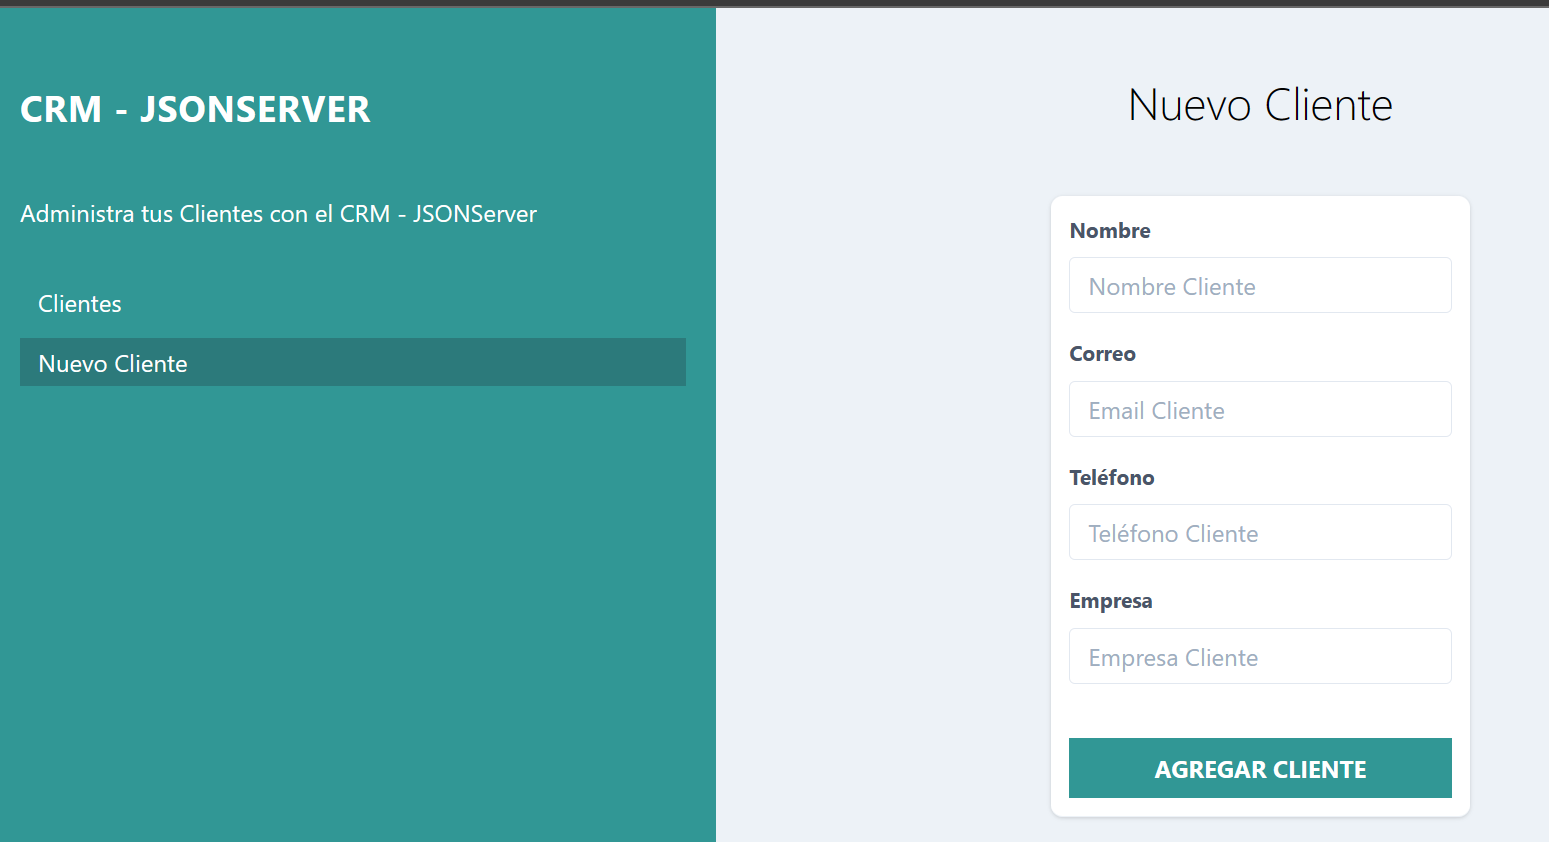 CRM - JSONSERVER
Administra tus Clientes con el CRM - JSONServer
Clientes
Nuevo Cliente
Nuevo Cliente
Nombre
Nombre Cliente
Correo
Email Cliente
Teléfono
Teléfono Cliente
Empresa
Empresa Cliente
AGREGAR CLIENTE